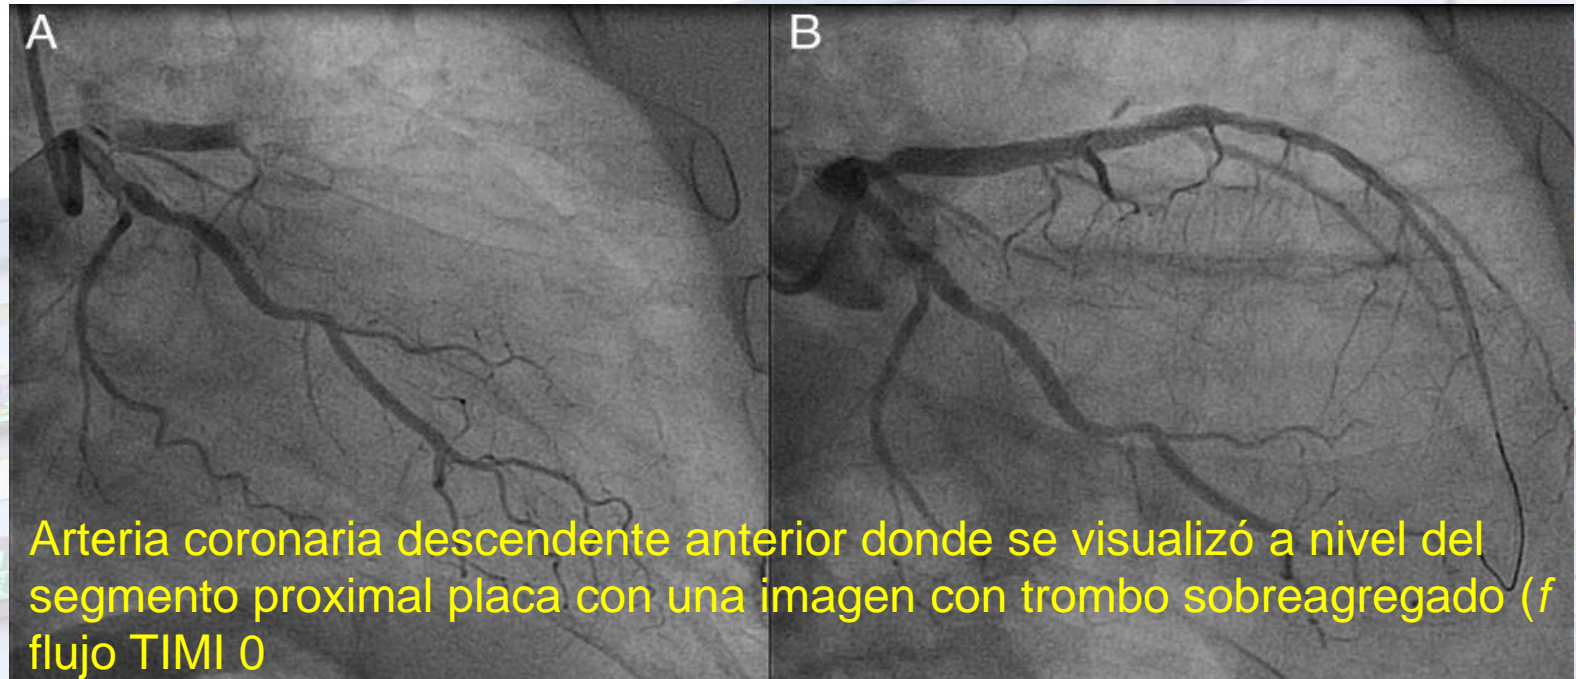 A
B
Arteria coronaria descendente anterior donde se visualizó a nivel del
segmento proximal placa con una imagen con trombo sobreagregado (f
flujo TIMI 0